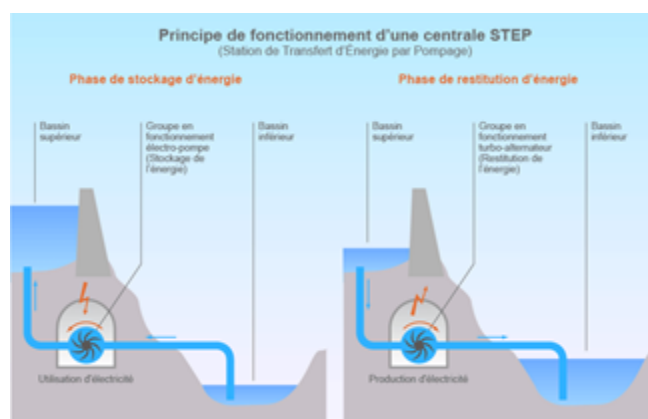 Principe de fonctionnement d'une centrale STEP
(Station de Transfert d'Énergie par Pompage)
Phase de stockage d'énergie
Bassin
supérieur
Groupe en
fonctionnement
électro-pompe
(Stockage de
l'énergie)
Bassin
inférieur
Utilisation d'électricité
Phase de restitution d'énergie
Bassin
supérieur
Groupe en
fonctionnement
turbo-alternateur
(Restitution de
l'énergie)
Bassin
inférieur
Production d'électricité